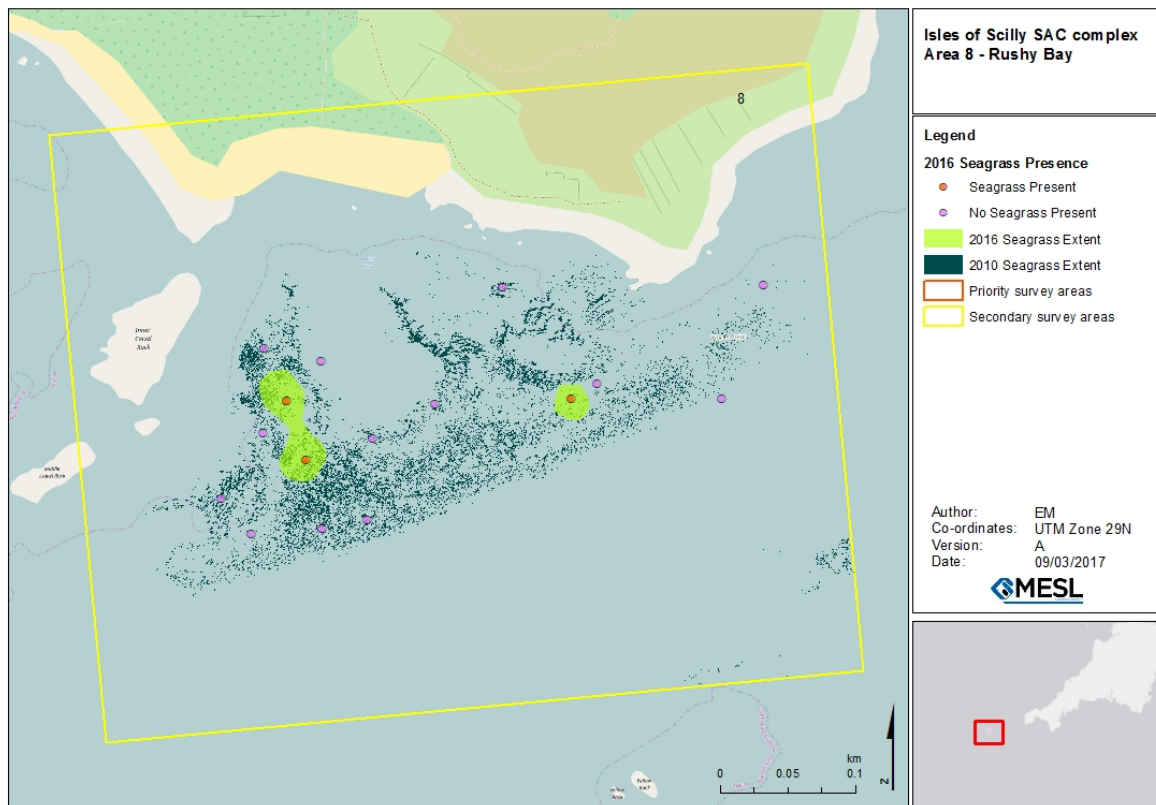 Isles of Scilly SAC complex
Area 8 - Rushy Bay
Legend
2016 Seagrass Presence
Seagrass Present
No Seagrass Present
2016 Seagrass Extent
2010 Seagrass Extent
Priority survey areas
Secondary survey areas
Author: EM
Co-ordinates: UTM Zone 29N
Version: A
Date: 09/03/2017
MESL
8
Rock
km
0 0.05 0.1
N